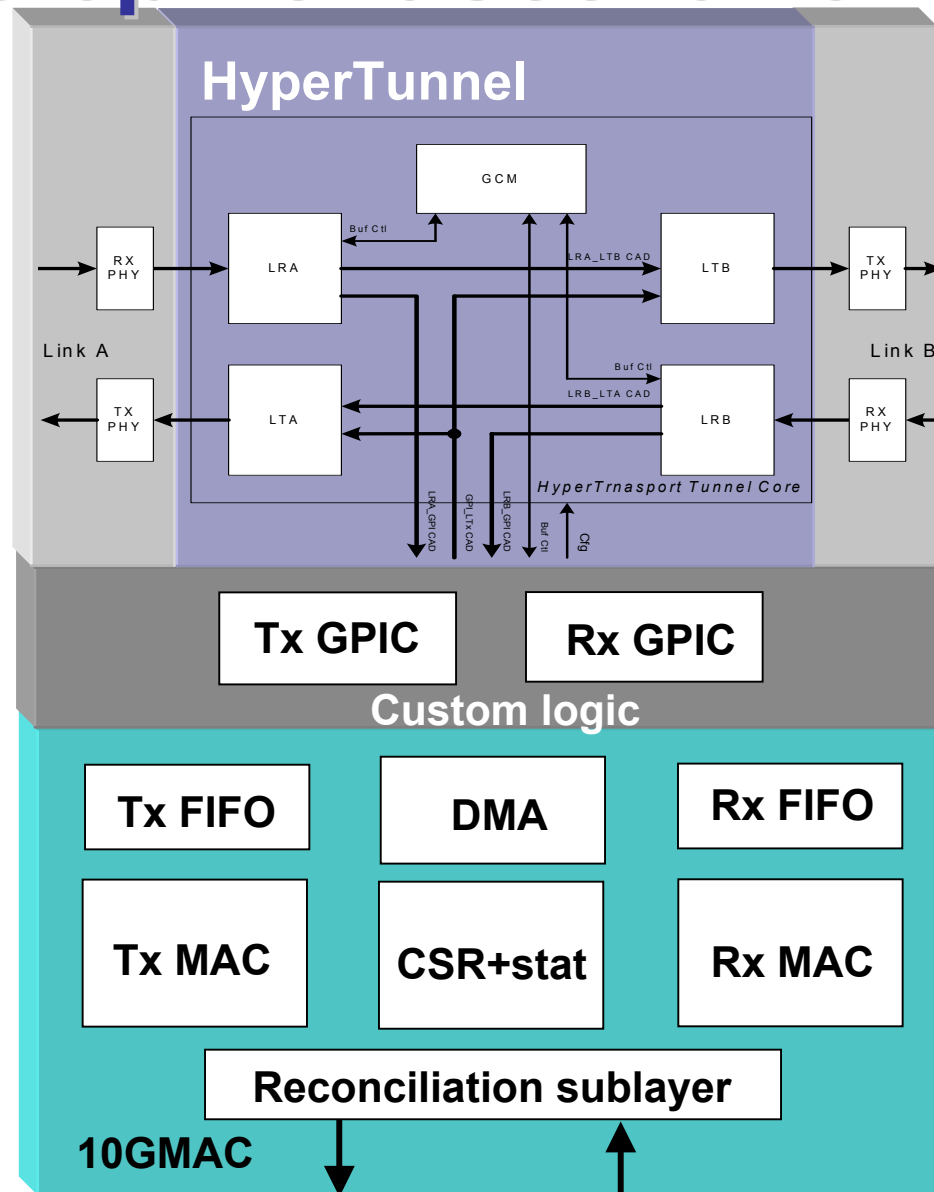 HyperTunnel
GCM
Buf Ctl
RX
PHY
LRA
LRA_LTB CAD
LTB
TX
PHY
Link A
Link B
Buf Ctl
TX
PHY
LTA
LRB_LTA CAD
LRB
RX
PHY
HyperTrnasport Tunnel Core
LRA_GPI CAD
GPI_LTx CAD
LRB_GPI CAD
Buf Ctl
Cfg
Tx GPIC
Rx GPIC
Custom logic
Tx FIFO
DMA
Rx FIFO
Tx MAC
CSR+stat
Rx MAC
Reconciliation sublayer
10GMAC